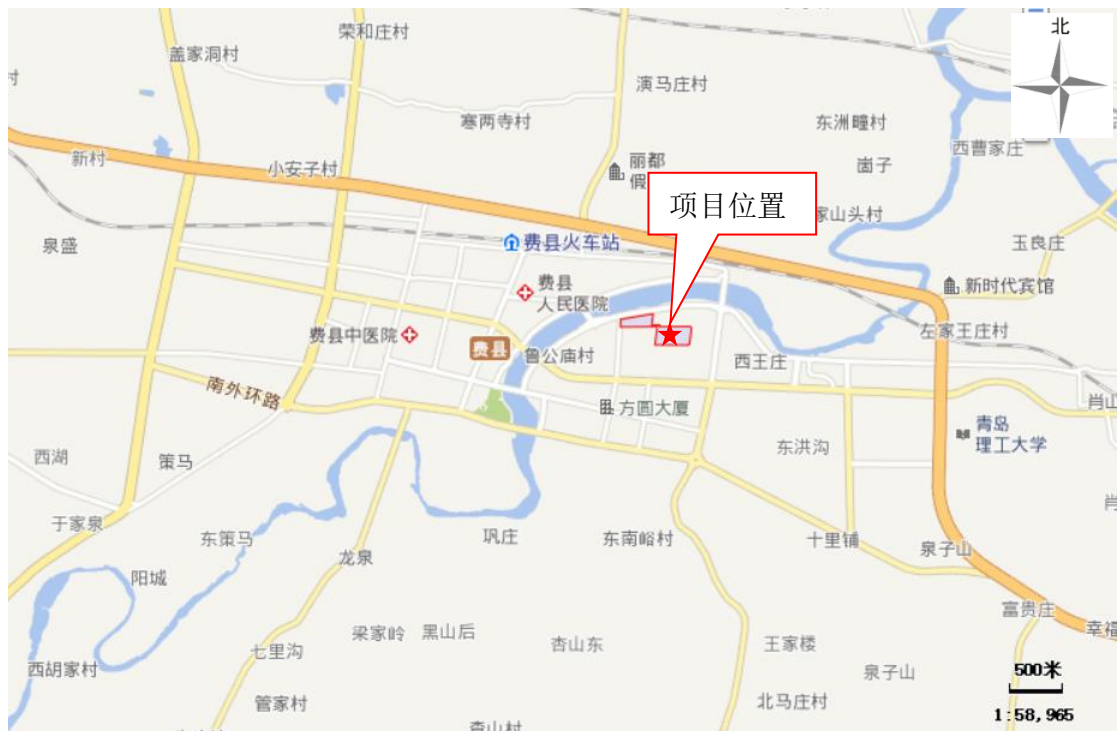 北
荣和庄村
盖家洞村
演马庄村
寒两寺村
东洲疃村
西曹家庄
崮子
新村
小安子村
丽都
项目位置
家山头村
泉盛
费县火车站
玉良庄
费县
人民医院
新时代宾馆
费县中医院
左家王庄村
费县
鲁公庙村
西王庄
南外环路
方圆大厦
肖山
青岛
理工大学
东洪沟
西湖
策马
于家泉
东策马
巩庄
东南峪村
十里铺
泉子山
龙泉
阳城
富贵庄
梁家岭
黑山后
杏山东
王家楼
幸福
七里沟
西胡家村
泉子山
500米
管家村
北马庄村
1:58,965